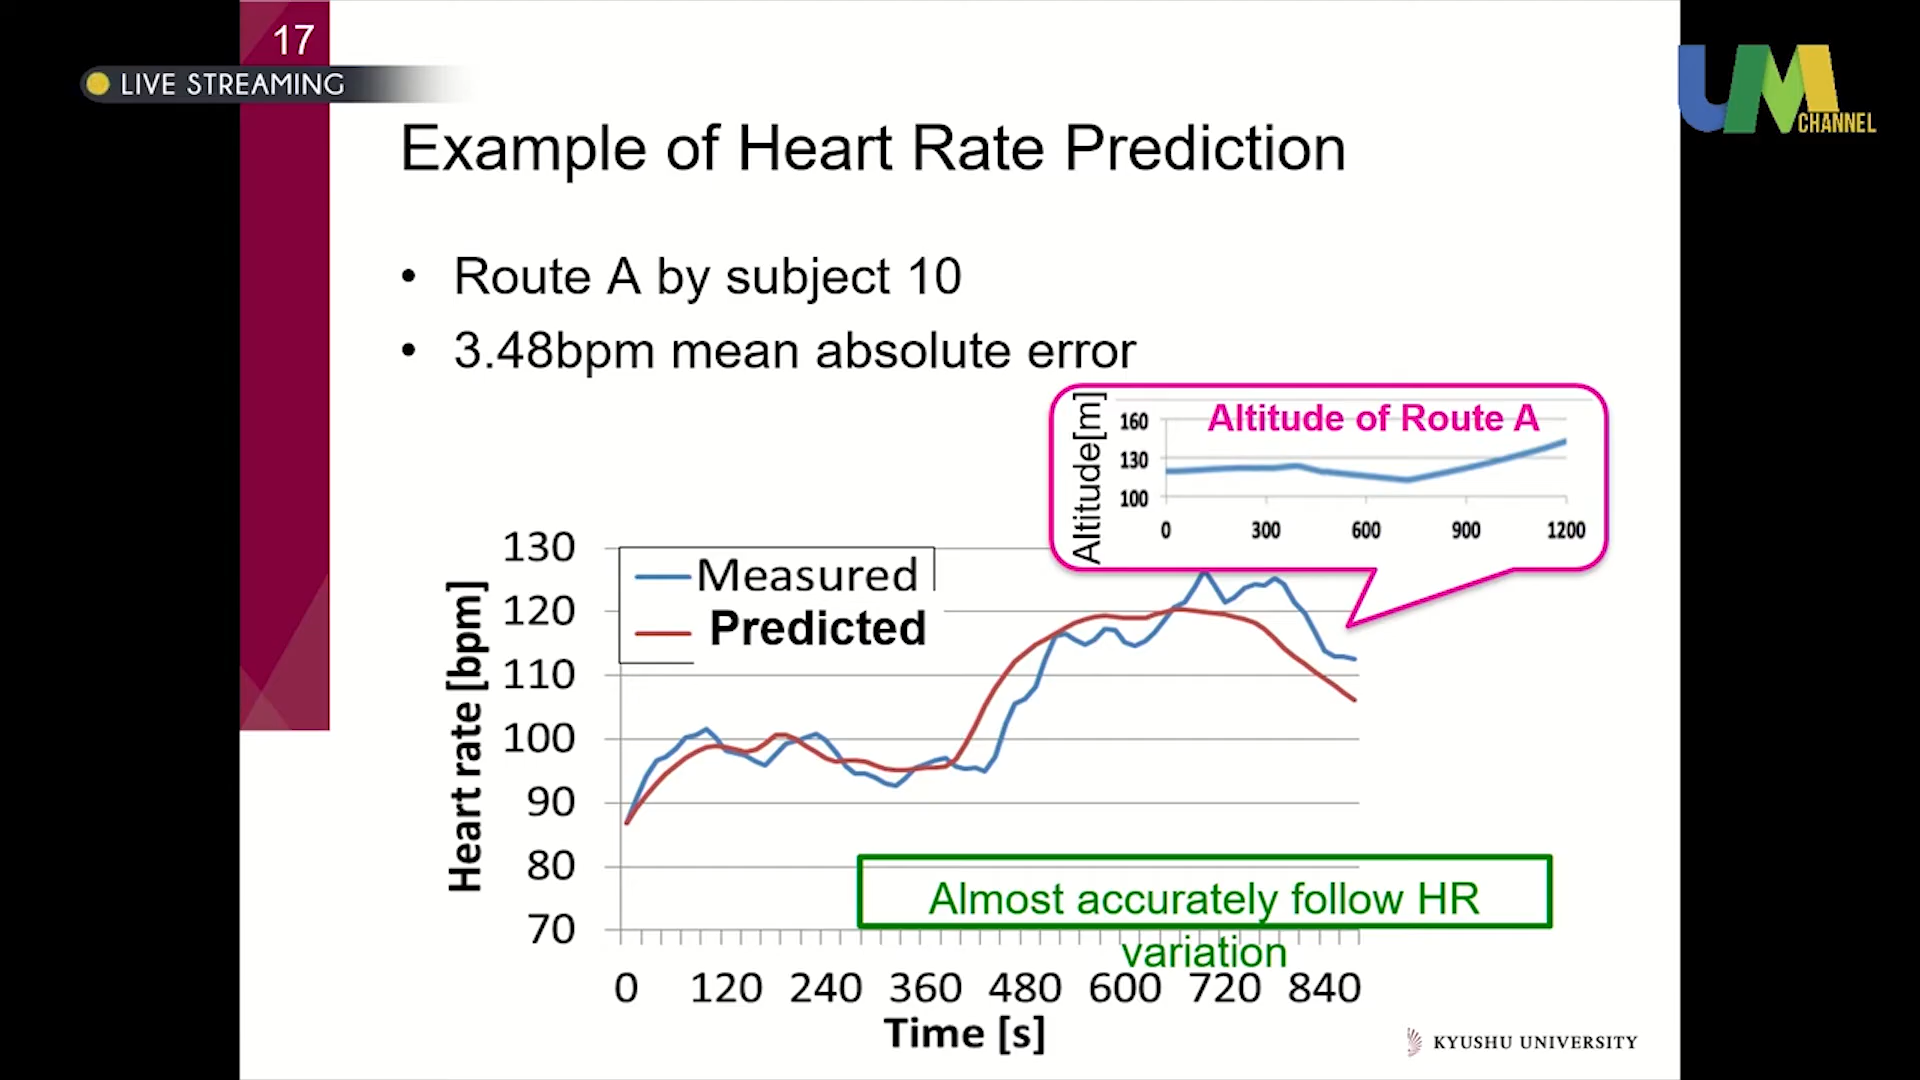 17
LIVE STREAMING
UM
CHANNEL
Example of Heart Rate Prediction
• Route A by subject 10
• 3.48bpm mean absolute error
Altitude of Route A
Altitude[m]
160
130
100
0 300 600 900 1200
Measured
Predicted
Heart rate [bpm]
130
120
110
100
90
80
70
Almost accurately follow HR
variation
0 120 240 360 480 600 720 840
Time [s]
KYUSHU UNIVERSITY